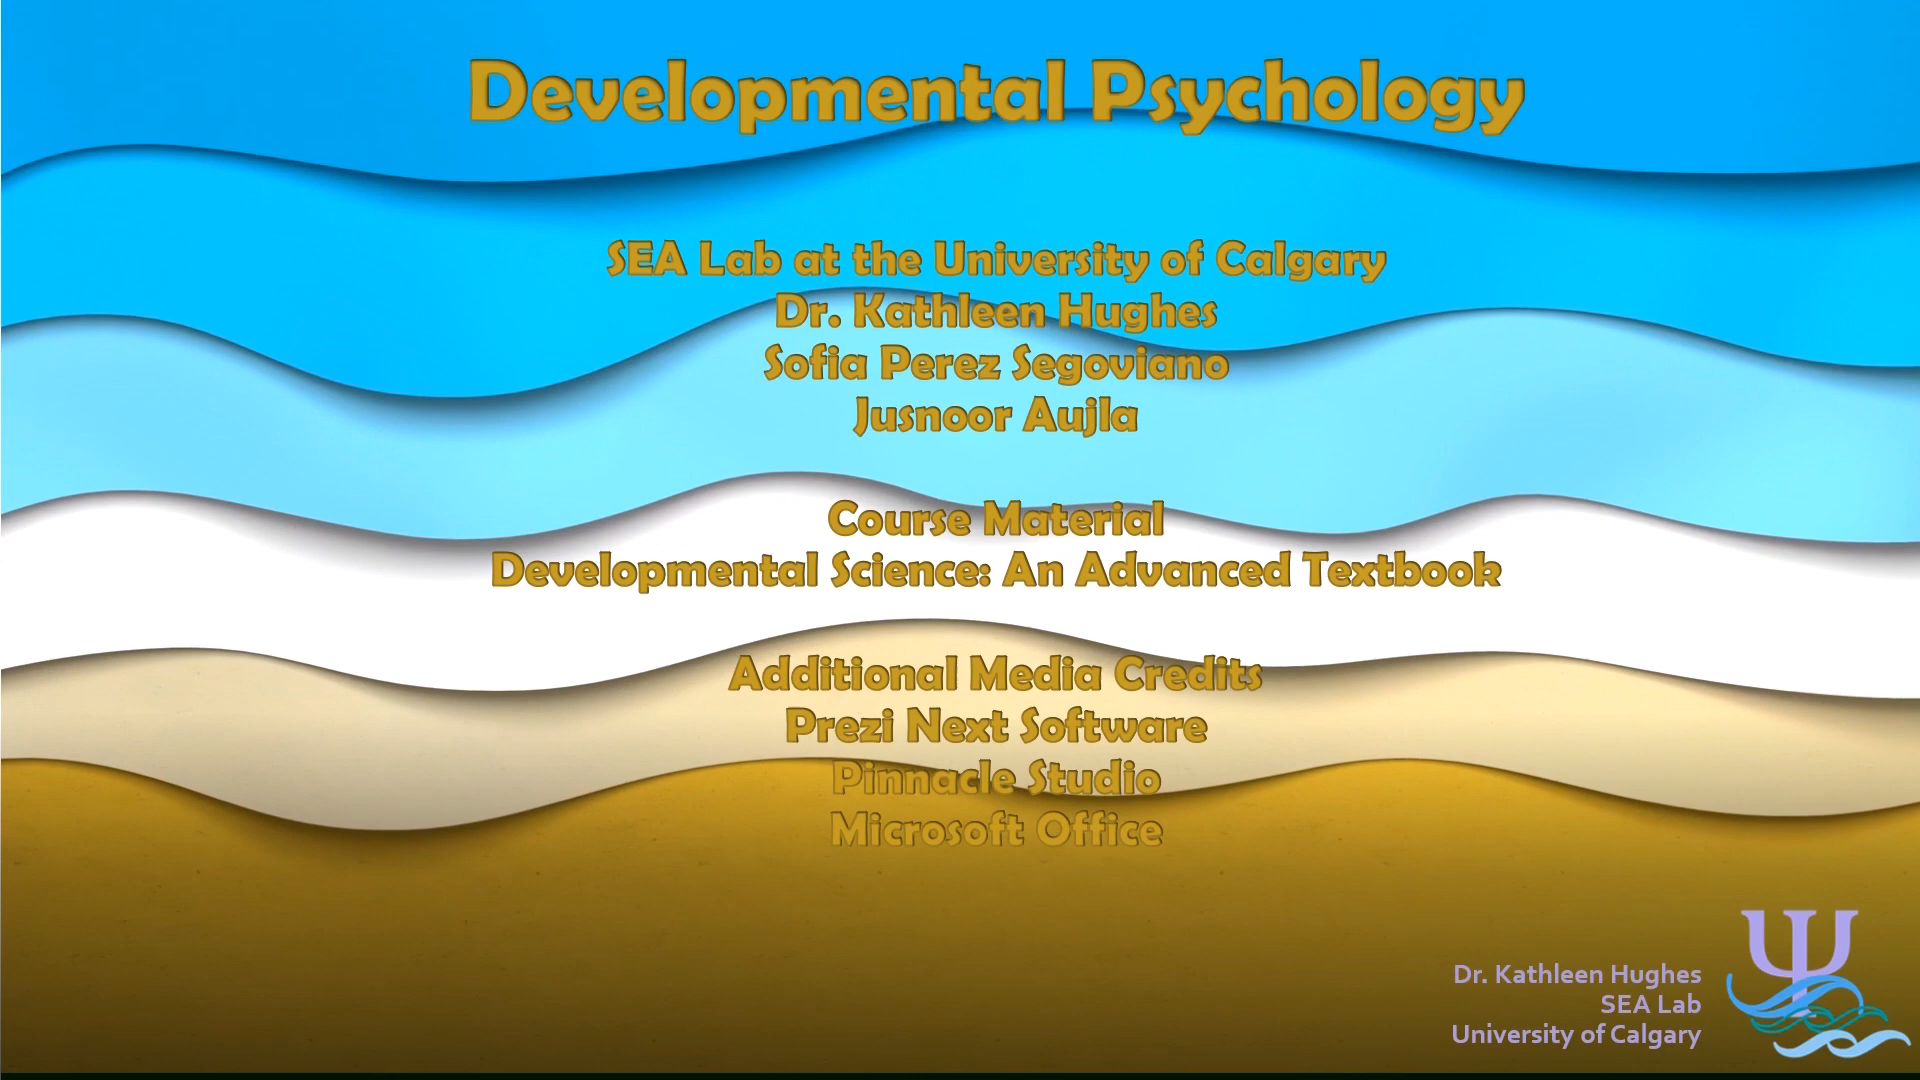 Developmental Psychology
SEA Lab at the University of Calgary
Dr. Kathleen Hughes
Sofia Perez Segoviano
Jusnoor Aujla
Course Material
Developmental Science: An Advanced Textbook
Additional Media Credits
Prezi Next Software
Pinnacle Studio
Microsoft Office
Dr. Kathleen Hughes
SEA Lab
University of Calgary